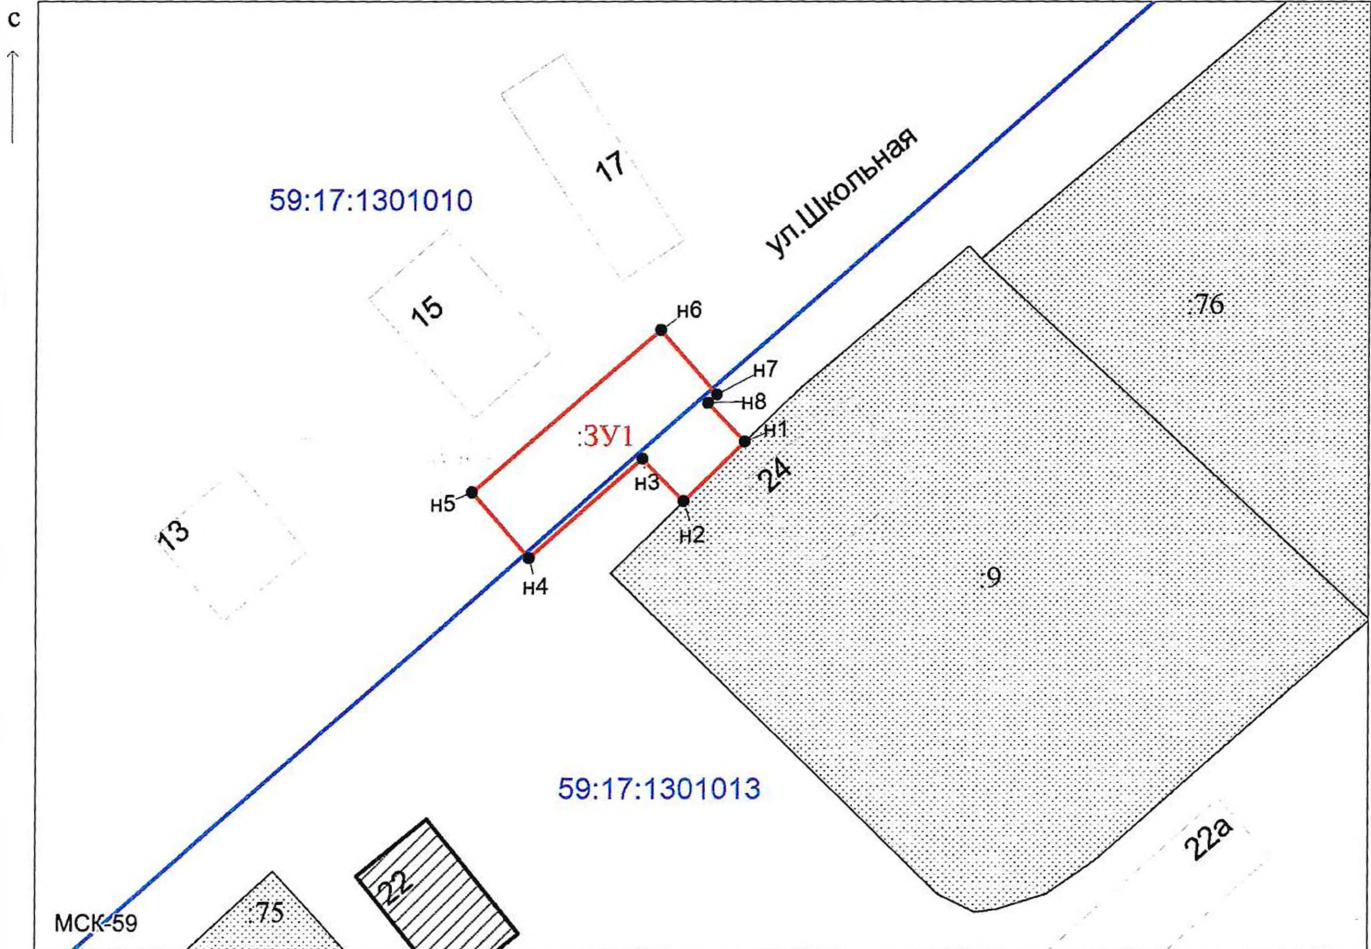 с
17
59:17:1301010
ул.Школьная
15
:76
н6
н7
н8
:ЗУ1
н1
н3
24
н5
13
н2
н4
:9
59:17:1301013
22а
22
:75
МСК-59